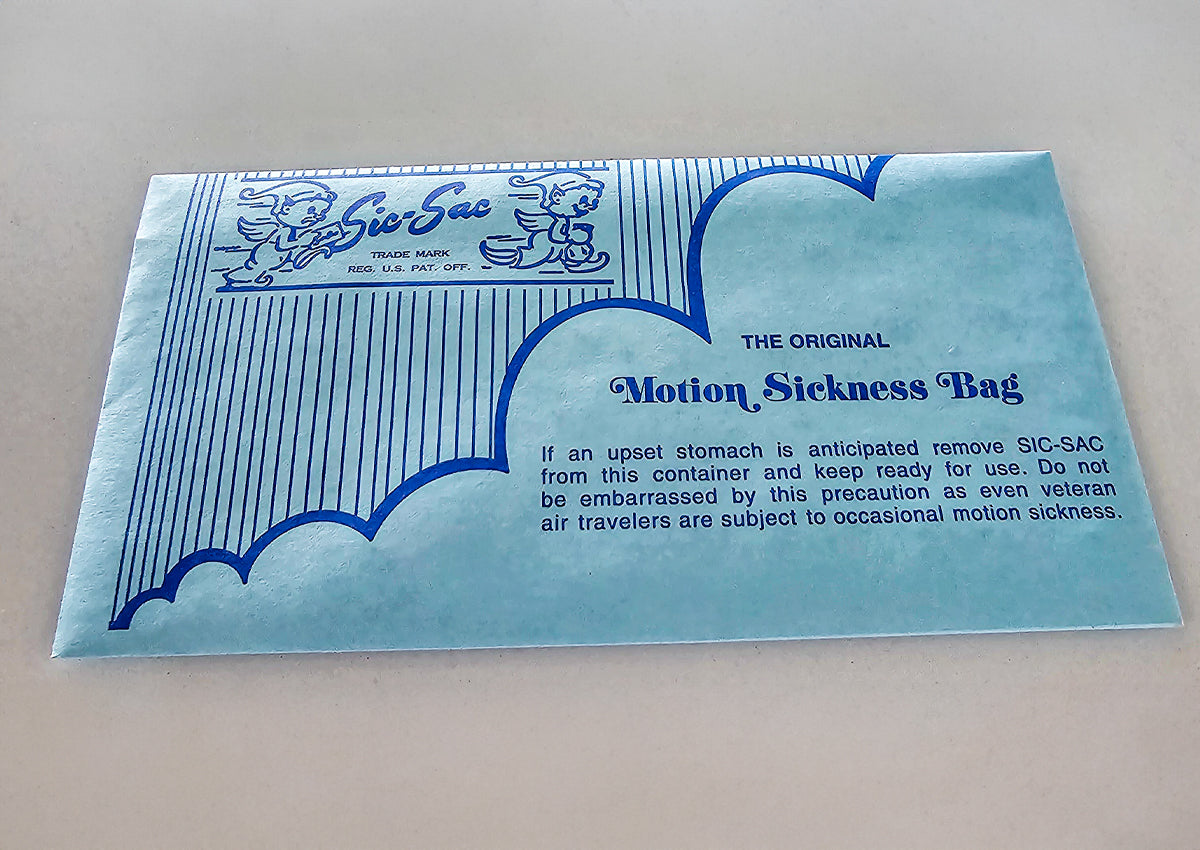 Sic-Sac
TRADE MARK
REG. U.S. PAT. OFF.
THE ORIGINAL
Motion Sickness Bag
If an upset stomach is anticipated remove SIC-SAC
from this container and keep ready for use. Do not
be embarrassed by this precaution as even veteran
air travelers are subject to occasional motion sickness.